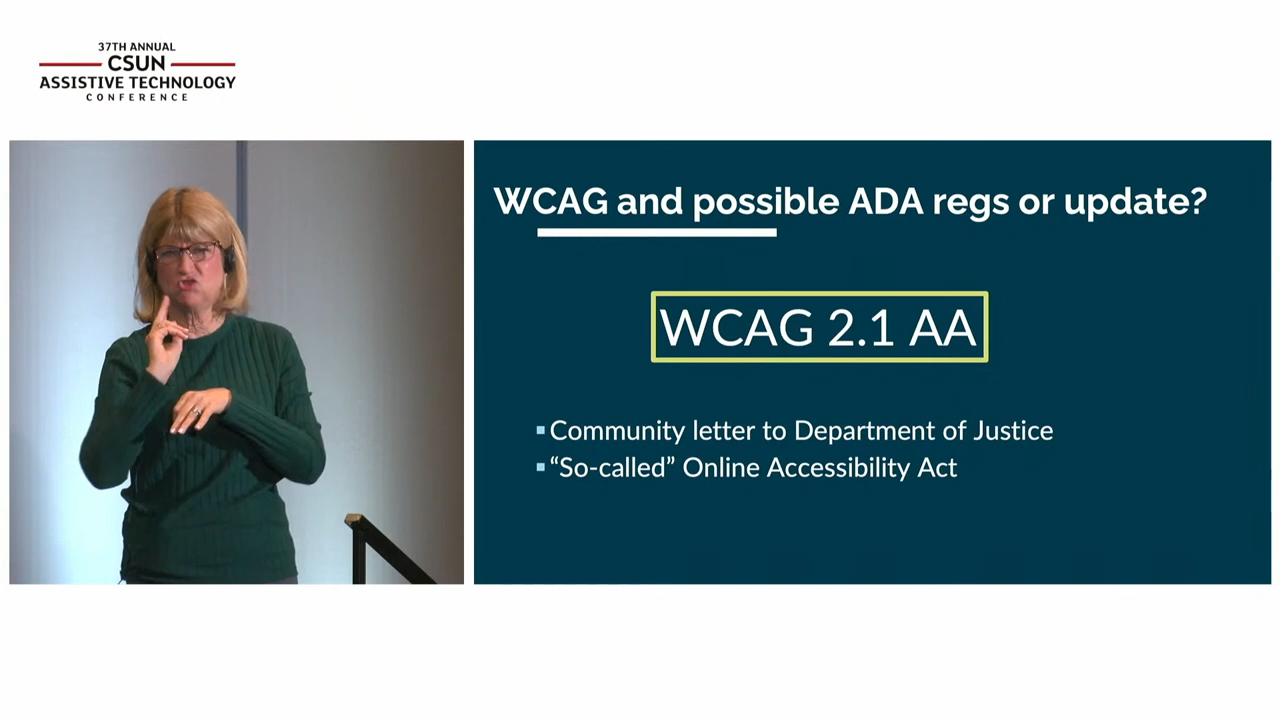 37TH ANNUAL
CSUN
ASSISTIVE TECHNOLOGY
CONFERENCE
WCAG and possible ADA regs or update?
WCAG 2.1 AA
Community letter to Department of Justice
“So-called” Online Accessibility Act